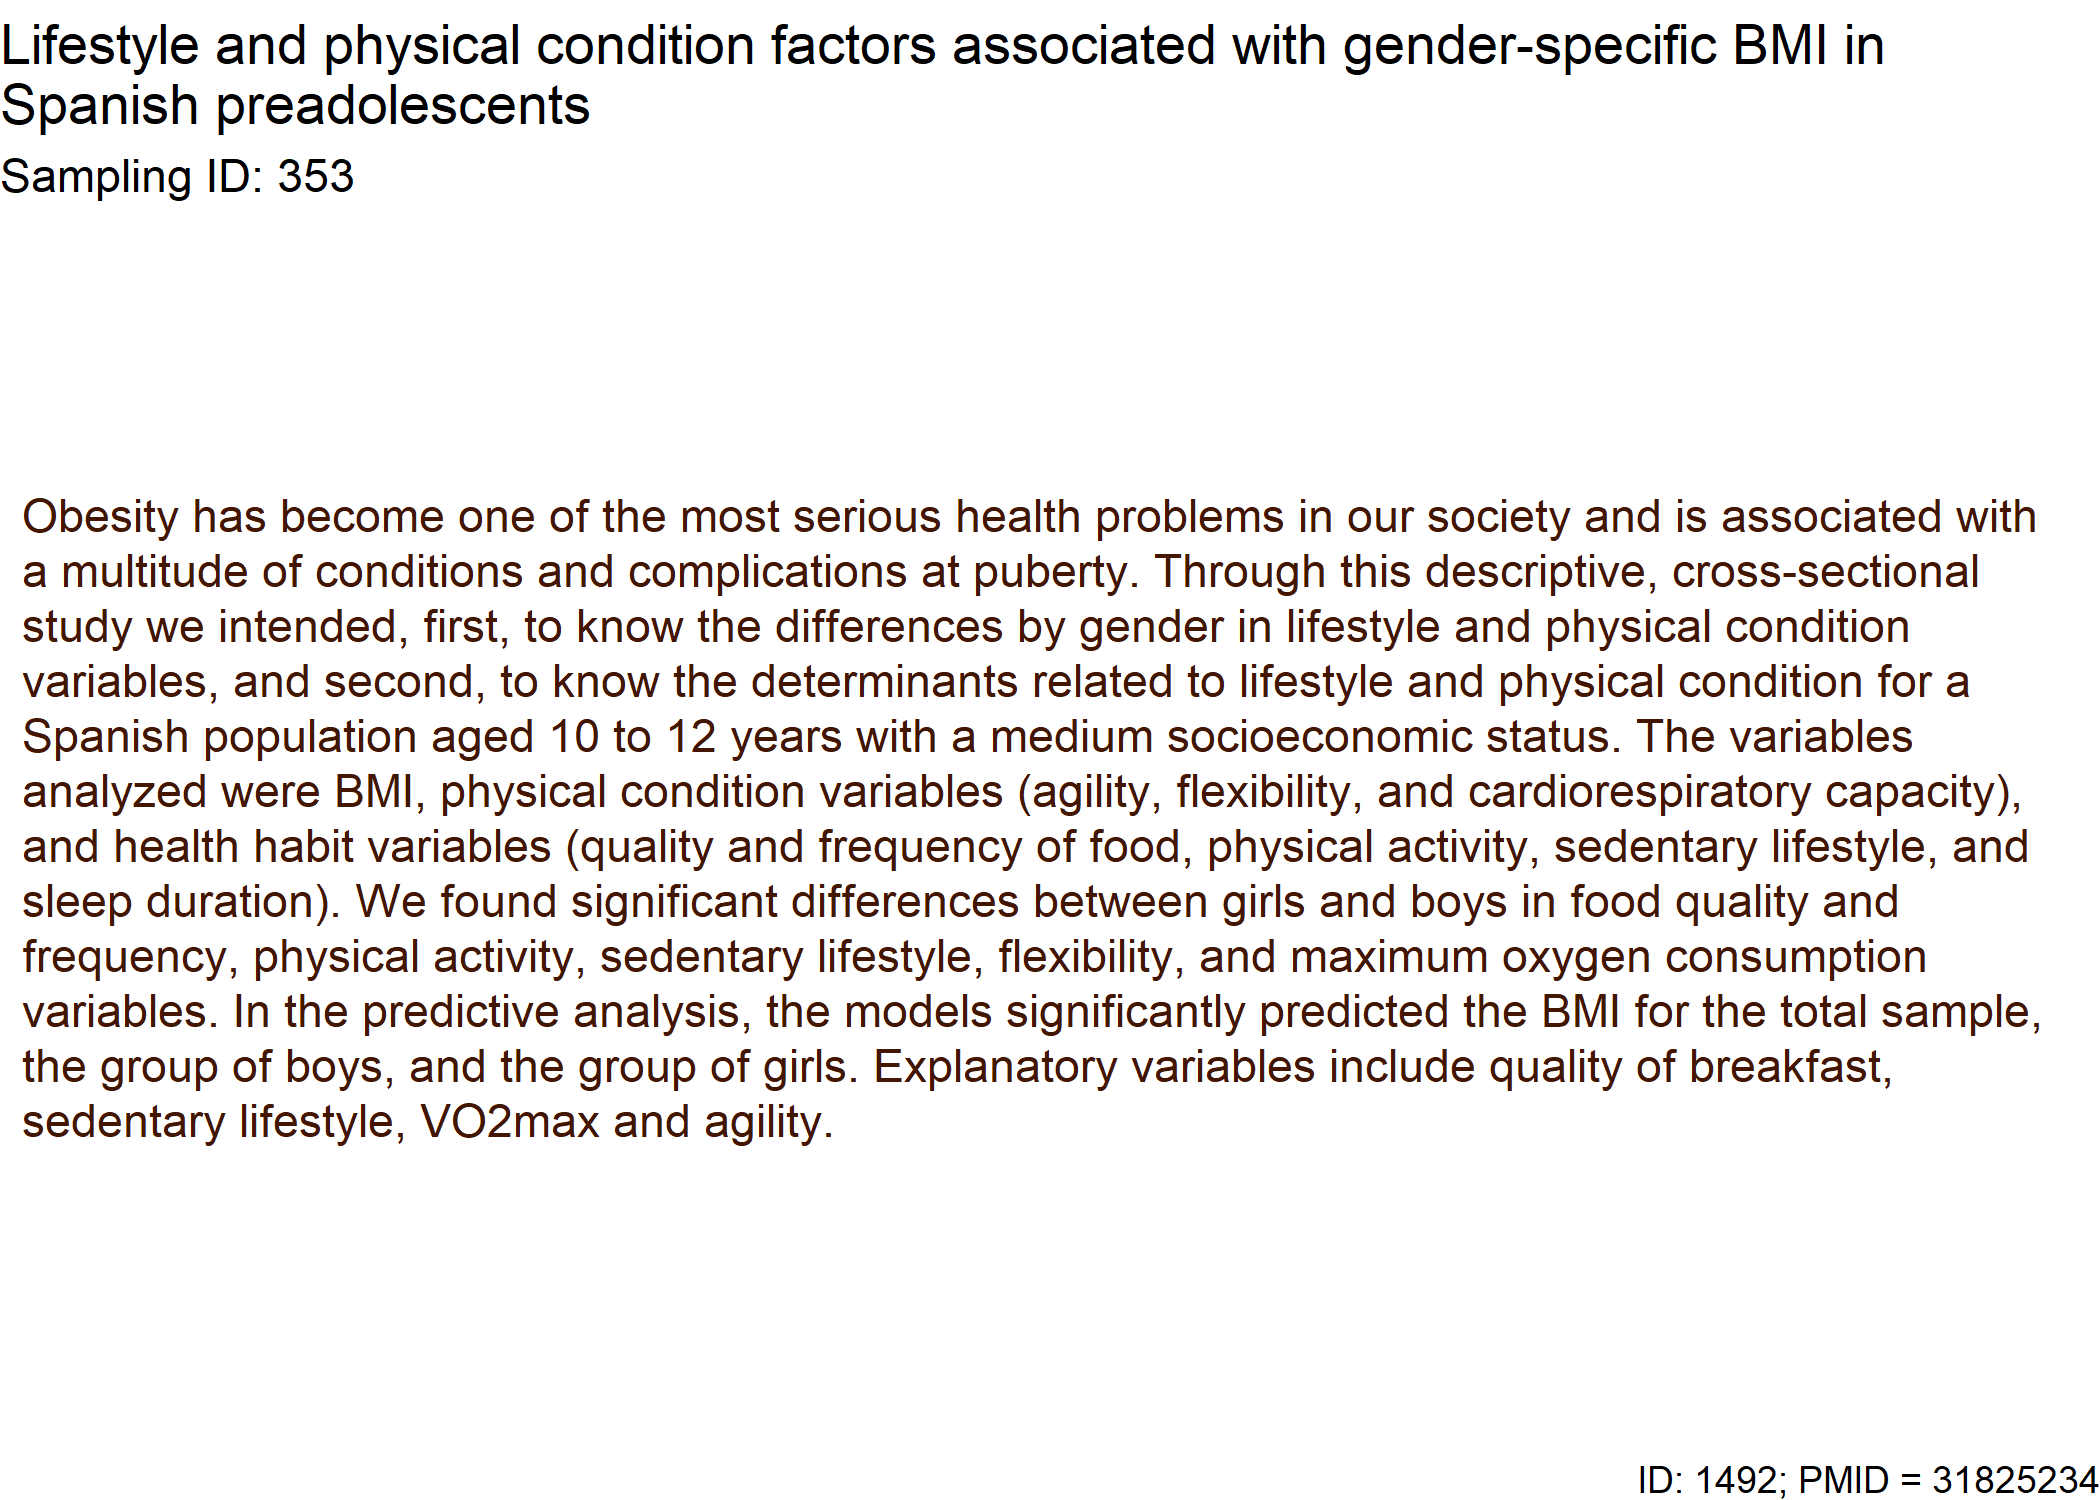 Lifestyle and physical condition factors associated with gender-specific BMI in
Spanish preadolescents
Sampling ID: 353
Obesity has become one of the most serious health problems in our society and is associated with
a multitude of conditions and complications at puberty. Through this descriptive, cross-sectional
study we intended, first, to know the differences by gender in lifestyle and physical condition
variables, and second, to know the determinants related to lifestyle and physical condition for a
Spanish population aged 10 to 12 years with a medium socioeconomic status. The variables
analyzed were BMI, physical condition variables (agility, flexibility, and cardiorespiratory capacity),
and health habit variables (quality and frequency of food, physical activity, sedentary lifestyle, and
sleep duration). We found significant differences between girls and boys in food quality and
frequency, physical activity, sedentary lifestyle, flexibility, and maximum oxygen consumption
variables. In the predictive analysis, the models significantly predicted the BMI for the total sample,
the group of boys, and the group of girls. Explanatory variables include quality of breakfast,
sedentary lifestyle, VO2max and agility.
ID: 1492; PMID = 31825234